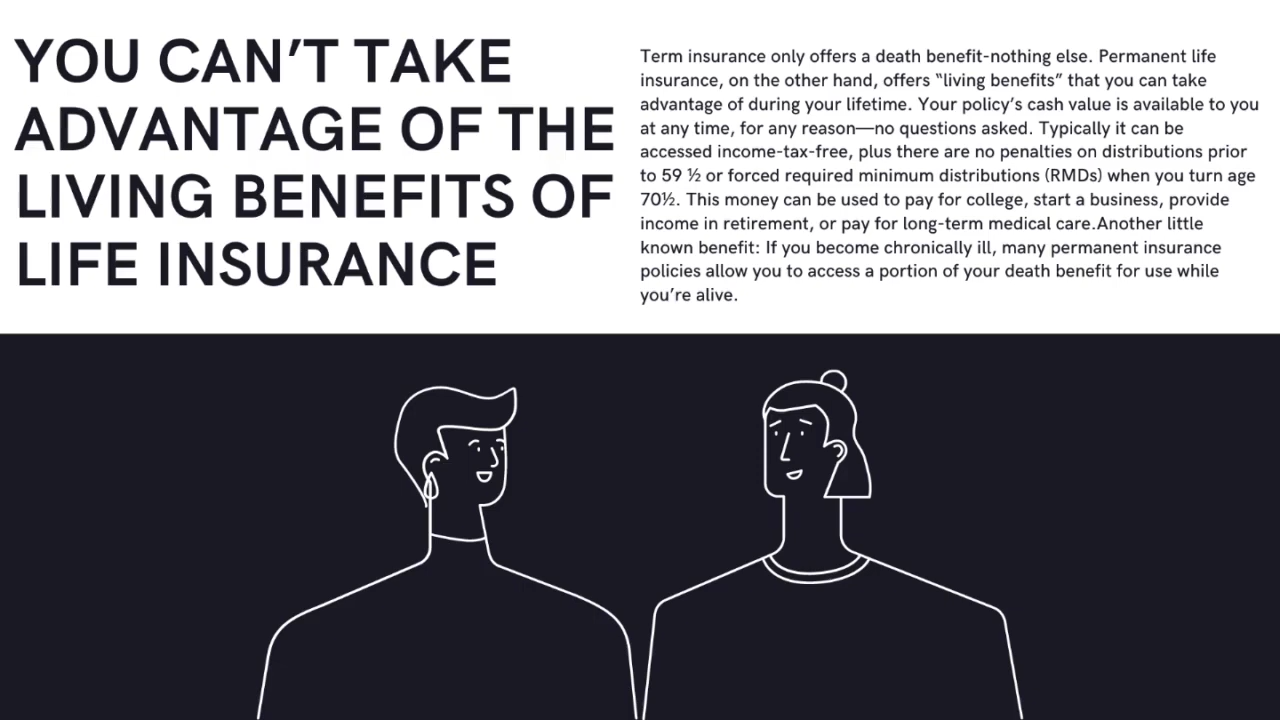 YOU CAN’T TAKE
ADVANTAGE OF THE
LIVING BENEFITS OF
LIFE INSURANCE
Term insurance only offers a death benefit-nothing else. Permanent life
insurance, on the other hand, offers “living benefits” that you can take
advantage of during your lifetime. Your policy’s cash value is available to you
at any time, for any reason—no questions asked. Typically it can be
accessed income-tax-free, plus there are no penalties on distributions prior
to 59 ½ or forced required minimum distributions (RMDs) when you turn age
70½. This money can be used to pay for college, start a business, provide
income in retirement, or pay for long-term medical care.Another little
known benefit: If you become chronically ill, many permanent insurance
policies allow you to access a portion of your death benefit for use while
you’re alive.